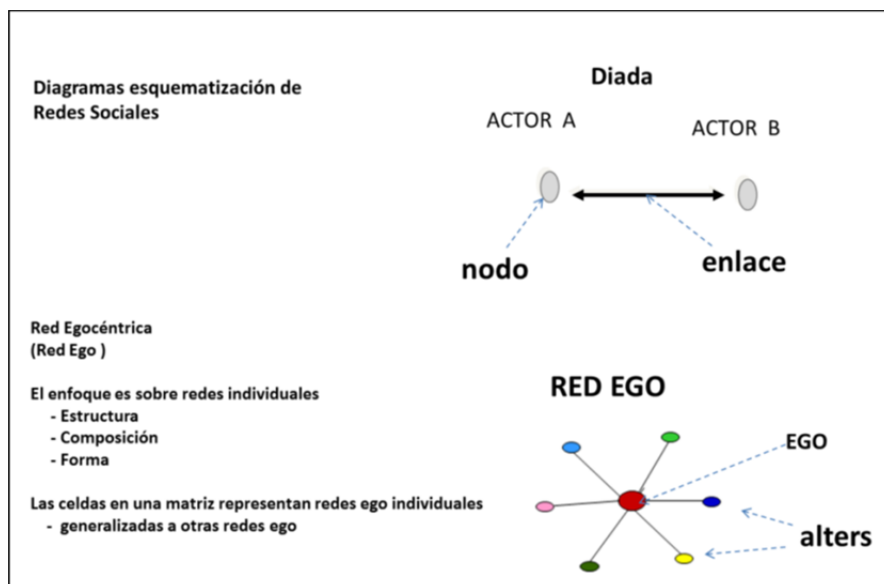 Diagramas esquematización de
Redes Sociales
Diada
ACTOR A
ACTOR B
nodo
enlace
Red Egocéntrica
(Red Ego )
El enfoque es sobre redes individuales
- Estructura
- Composición
- Forma
Las celdas en una matriz representan redes ego individuales
- generalizadas a otras redes ego
RED EGO
EGO
alters